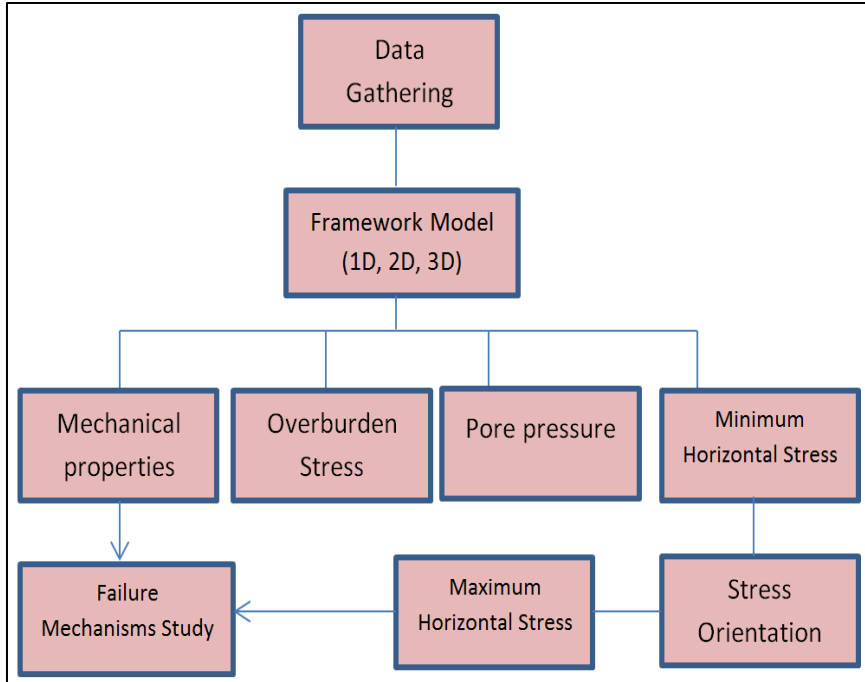 Data
Gathering
Framework Model
(1D, 2D, 3D)
Mechanical
properties
Overburden
Stress
Pore pressure
Minimum
Horizontal Stress
Failure
Mechanisms Study
Maximum
Horizontal Stress
Stress
Orientation